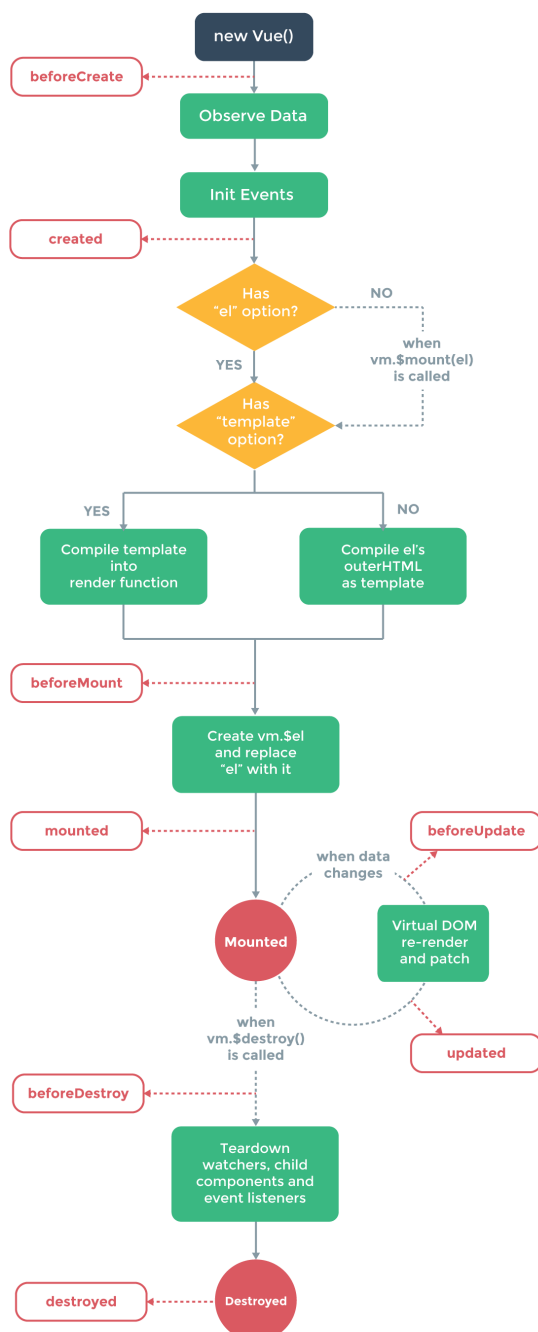 new Vue()
beforeCreate
Observe Data
Init Events
created
Has
“el” option?
NO
when
vm.$mount(el)
is called
YES
Has
“template”
option?
YES
NO
Compile template
into
render function
Compile el’s
outerHTML
as template
beforeMount
Create vm.$el
and replace
“el” with it
mounted
beforeUpdate
when data
changes
Mounted
Virtual DOM
re-render
and patch
when
vm.$destroy()
is called
updated
beforeDestroy
Teardown
watchers, child
components and
event listeners
destroyed
Destroyed